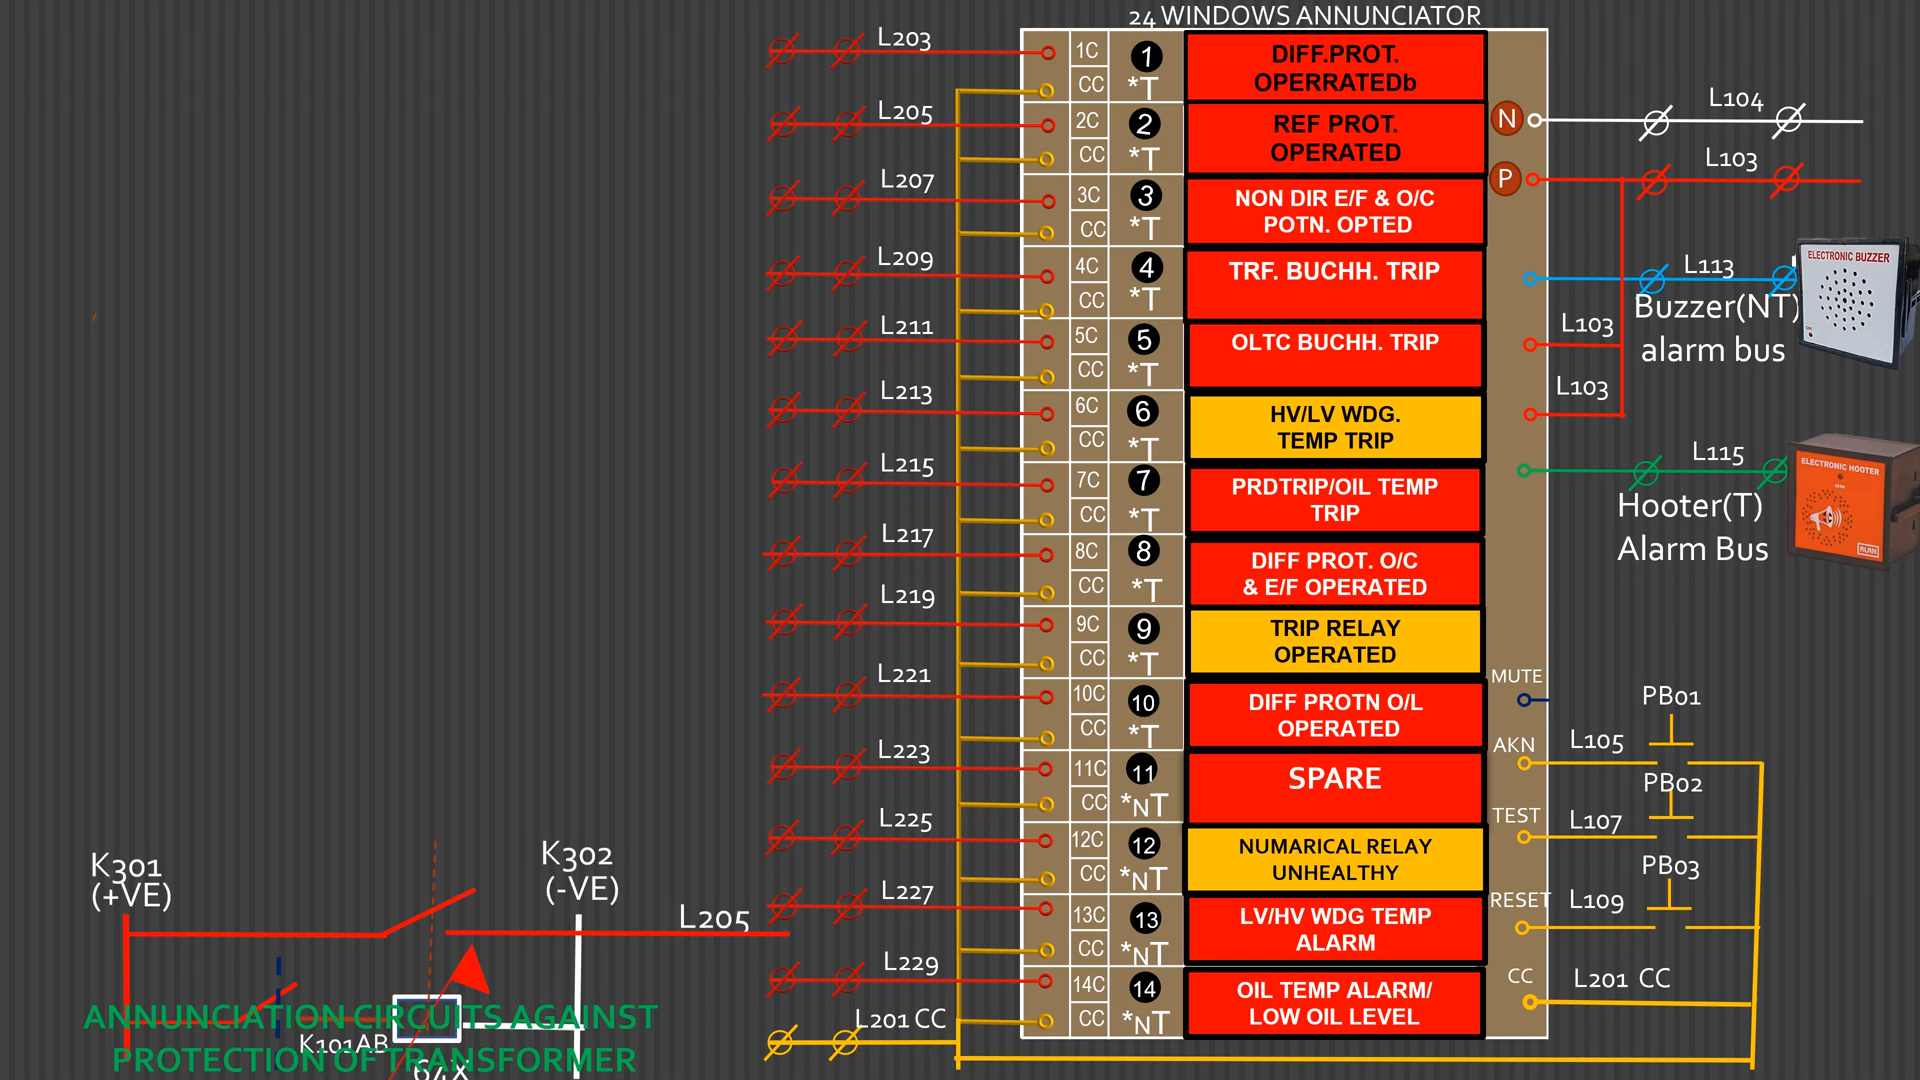 24 WINDOWS ANNUNCIATOR
L203
1C
CC
1
*T
DIFF.PROT.
OPERRATEDb
L205
2C
CC
2
*T
REF PROT.
OPERATED
L207
3C
CC
3
*T
NON DIR E/F & O/C
POTN. OPTED
L209
4C
CC
4
*T
TRF. BUCHH. TRIP
L211
5C
CC
5
*T
OLTC BUCHH. TRIP
L213
6C
CC
6
*T
HV/LV WDG.
TEMP TRIP
L215
7C
CC
7
*T
PRDTRIP/OIL TEMP
TRIP
L217
8C
CC
8
*T
DIFF PROT. O/C
& E/F OPERATED
L219
9C
CC
9
*T
TRIP RELAY
OPERATED
L221
10C
CC
10
*T
DIFF PROTN O/L
OPERATED
L223
11C
CC
11
*NT
SPARE
L225
12C
CC
12
*NT
NUMARICAL RELAY
UNHEALTHY
L227
13C
CC
13
*NT
LV/HV WDG TEMP
ALARM
L229
14C
CC
14
*NT
OIL TEMP ALARM/
LOW OIL LEVEL
L201 CC
N
L104
P
L103
L113
ELECTRONIC BUZZER
Buzzer(NT)
alarm bus
L103
L103
L115
ELECTRONIC HOOTER
ON
ALAN
Hooter(T)
Alarm Bus
MUTE
PB01
AKN
L105
PB02
TEST
L107
PB03
RESET
L109
CC
L201 CC
K301
(+VE)
K302
(-VE)
L205
ANNUNCIATION CIRCUITS AGAINST
K101AB
PROTECTION OF TRANSFORMER
64X